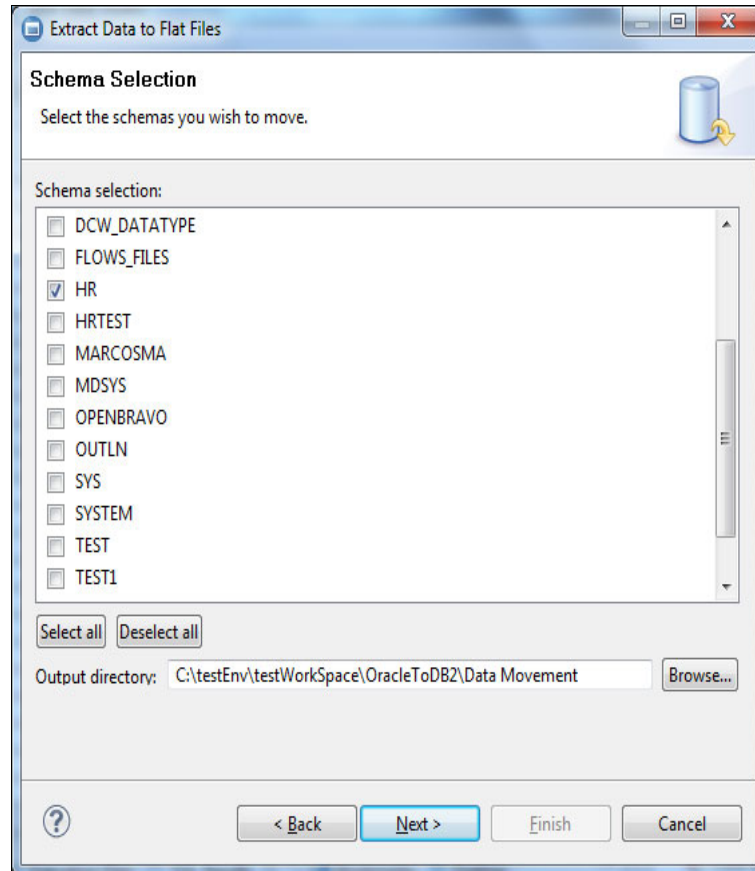 Extract Data to Flat Files
Schema Selection
Select the schemas you wish to move.
Schema selection:
DCW_DATATYPE
FLOWS_FILES
HR
HRTEST
MARCOSMA
MDSYS
OPENBRAVO
OUTLN
SYS
SYSTEM
TEST
TEST1
Select all Deselect all
Output directory: C:\testEnv\testWorkSpace\OracleToDB2\Data Movement Browse...
? < Back Next > Finish Cancel